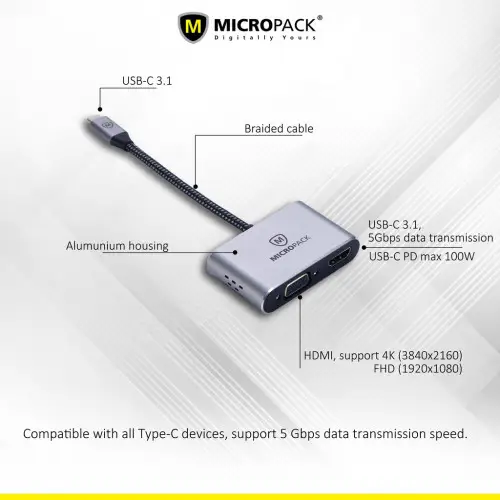 M MICROPACK®
Digitally Yours
USB-C 3.1
Braided cable
USB-C 3.1,
5Gbps data transmission
USB-C PD max 100W
Alumunium housing
M
MICROPACK
HDMI, support 4K (3840x2160)
FHD (1920x1080)
Compatible with all Type-C devices, support 5 Gbps data transmission speed.